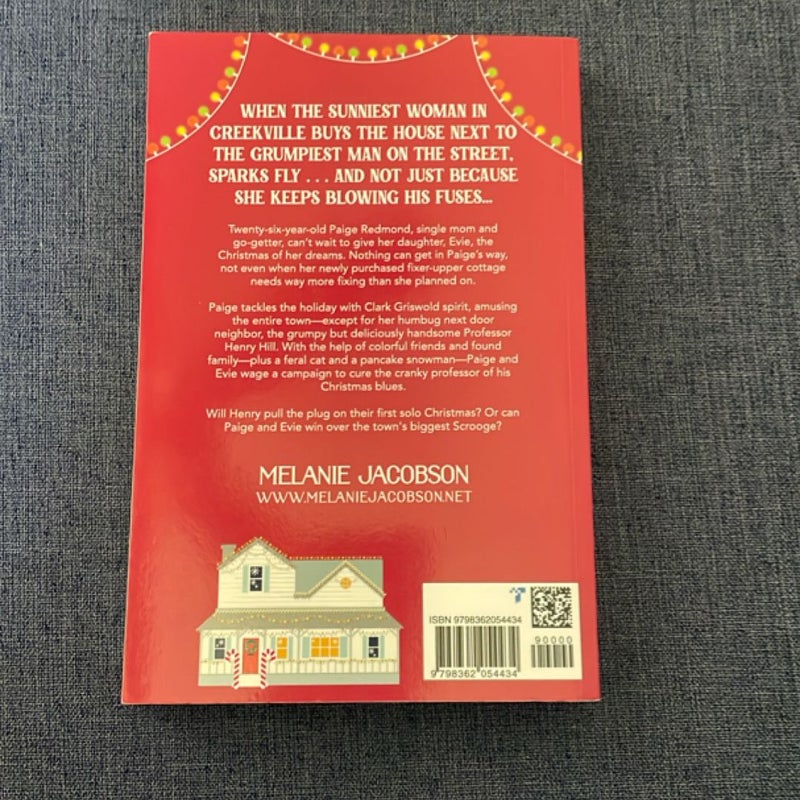 WHEN THE SUNNIEST WOMAN IN
CREEKVILLE BUYS THE HOUSE NEXT TO
THE GRUMPIEST MAN ON THE STREET,
SPARKS FLY . . . AND NOT JUST BECAUSE
SHE KEEPS BLOWING HIS FUSES...
Twenty-six-year-old Paige Redmond, single mom and
go-getter, can't wait to give her daughter, Evie, the
Christmas of her dreams. Nothing can get in Paige's way,
not even when her newly purchased fixer-upper cottage
needs way more fixing than she planned on.
Paige tackles the holiday with Clark Griswold spirit, amusing
the entire town—except for her humbug next door
neighbor, the grumpy but deliciously handsome Professor
Henry Hill. With the help of colorful friends and found
family—plus a feral cat and a pancake snowman—Paige and
Evie wage a campaign to cure the cranky professor of his
Christmas blues.
Will Henry pull the plug on their first solo Christmas? Or can
Paige and Evie win over the town's biggest Scrooge?
MELANIE JACOBSON
WWW.MELANIEJACOBSON.NET
ISBN 9798362054434
90000
9 798362 054434